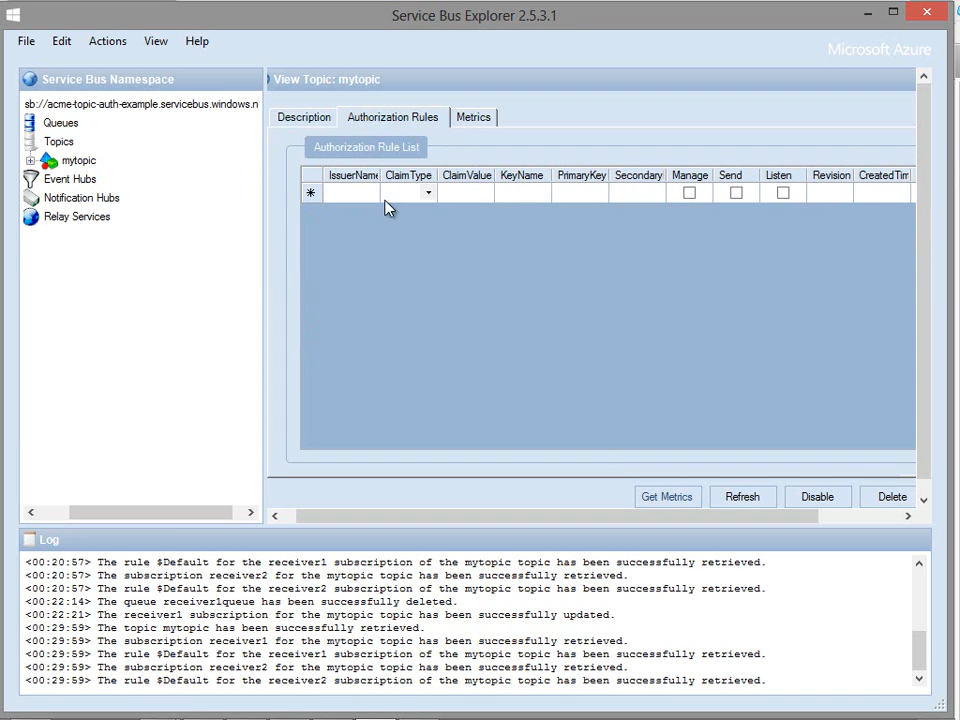 Service Bus Explorer 2.5.3.1
File Edit Actions View Help
Microsoft Azure
Service Bus Namespace
sb://acme-topic-auth-example.servicebus.windows.n
Queues
Topics
mytopic
Event Hubs
Notification Hubs
Relay Services
View Topic: mytopic
Description Authorization Rules Metrics
Authorization Rule List
IssuerName ClaimType ClaimValue KeyName PrimaryKey Secondary Manage Send Listen Revision CreatedTim
Get Metrics Refresh Disable Delete
Log
<00:20:57> The rule $Default for the receiver1 subscription of the mytopic topic has been successfully retrieved.
<00:20:57> The subscription receiver2 for the mytopic topic has been successfully retrieved.
<00:20:57> The rule $Default for the receiver2 subscription of the mytopic topic has been successfully retrieved.
<00:22:14> The queue receiver1queue has been successfully deleted.
<00:22:21> The receiver1 subscription for the mytopic topic has been successfully updated.
<00:29:59> The topic mytopic has been successfully retrieved.
<00:29:59> The subscription receiver1 for the mytopic topic has been successfully retrieved.
<00:29:59> The rule $Default for the receiver1 subscription of the mytopic topic has been successfully retrieved.
<00:29:59> The subscription receiver2 for the mytopic topic has been successfully retrieved.
<00:29:59> The rule $Default for the receiver2 subscription of the mytopic topic has been successfully retrieved.